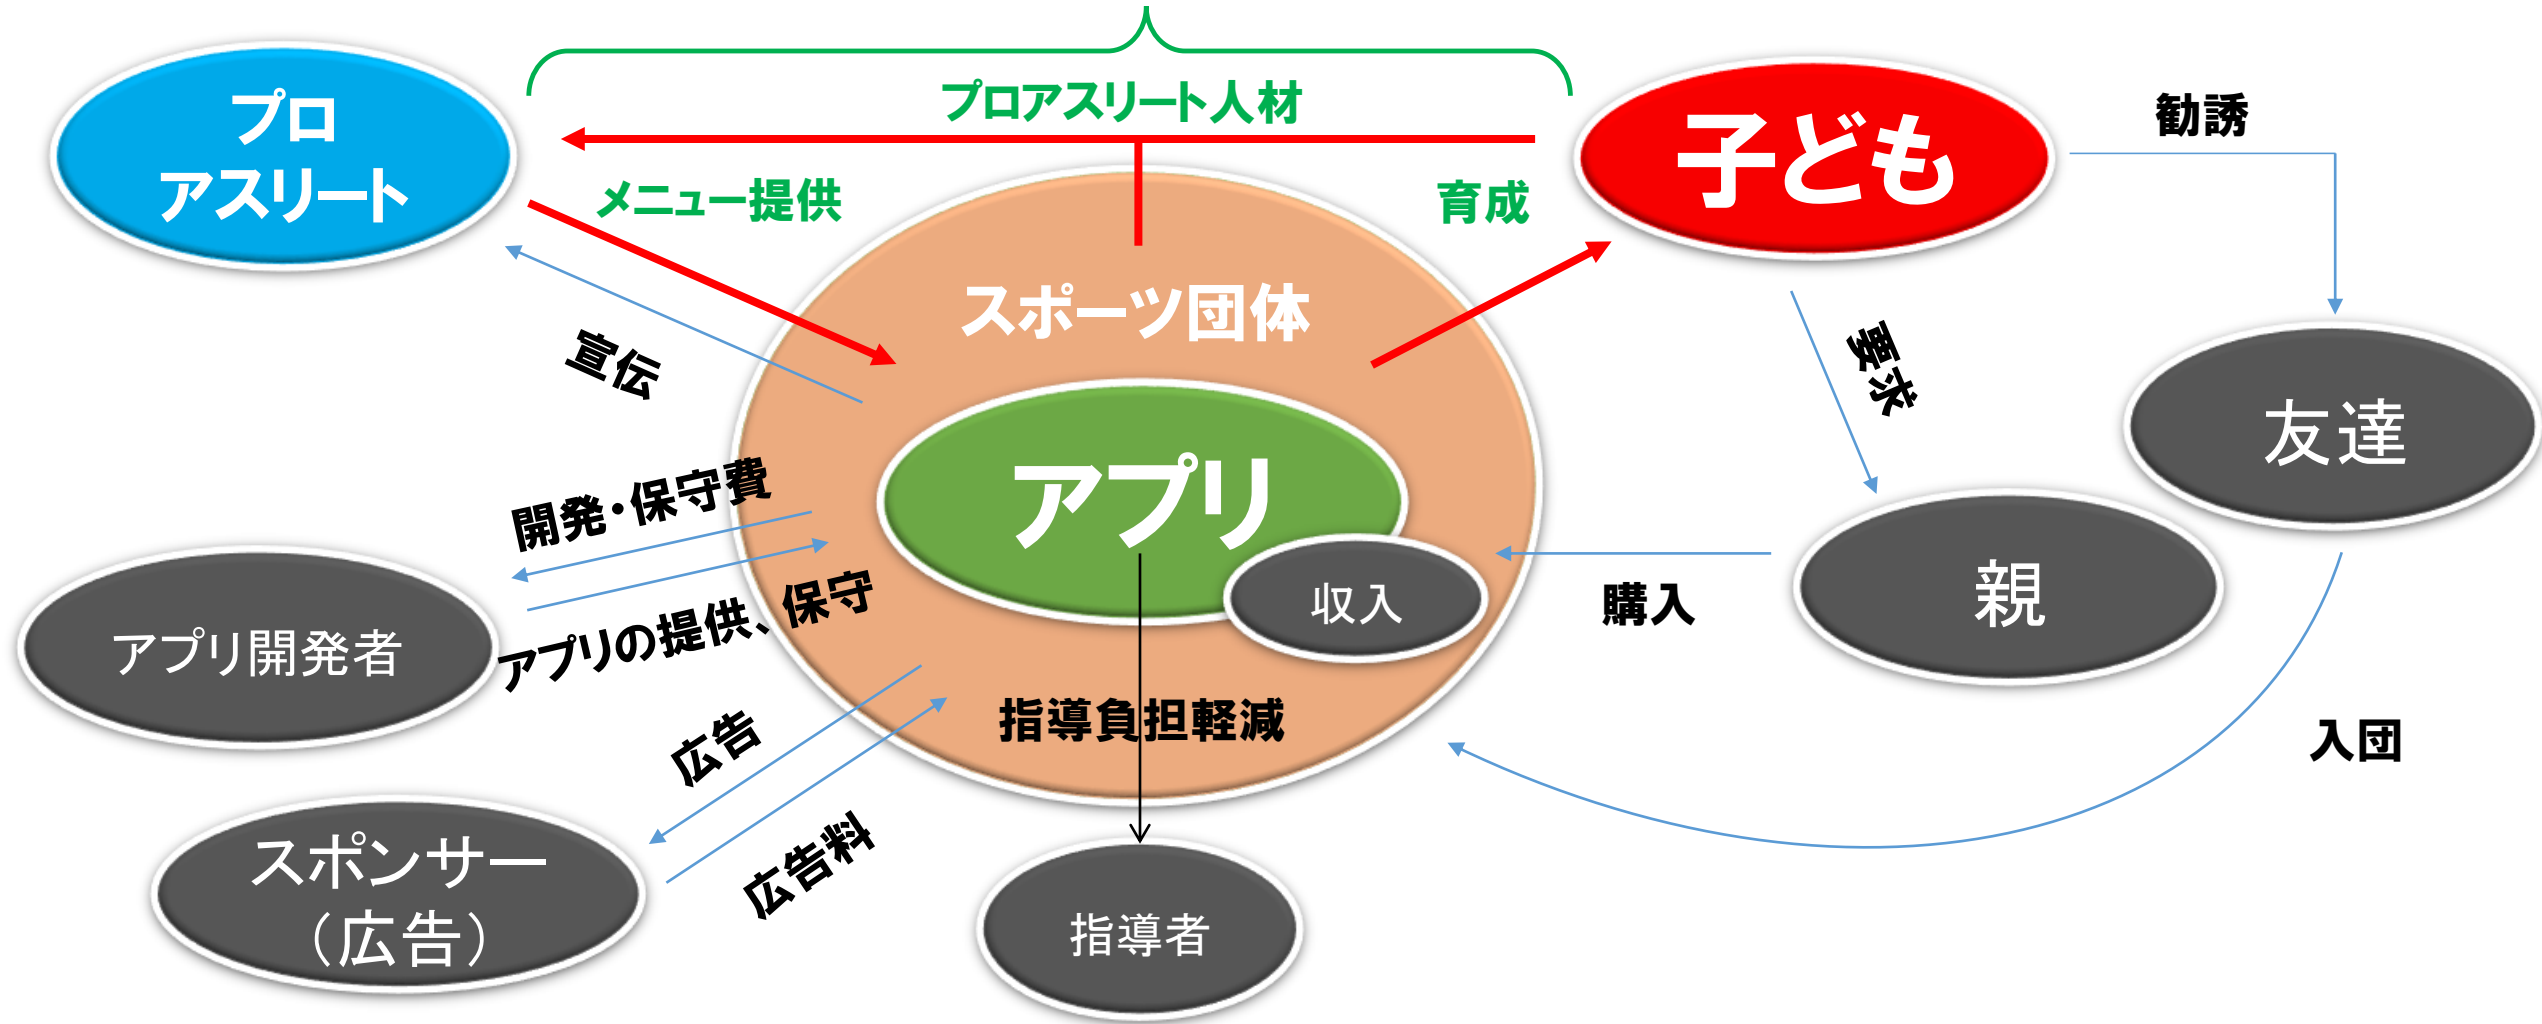 プロ
アスリート
プロアスリート人材
メニュー提供
育成
子ども
勧誘
スポーツ団体
宣伝
要求
友達
アプリ
開発・保守費
収入
購入
親
アプリ開発者
アプリの提供、保守
指導負担軽減
入団
広告
広告料
スポンサー
（広告）
指導者